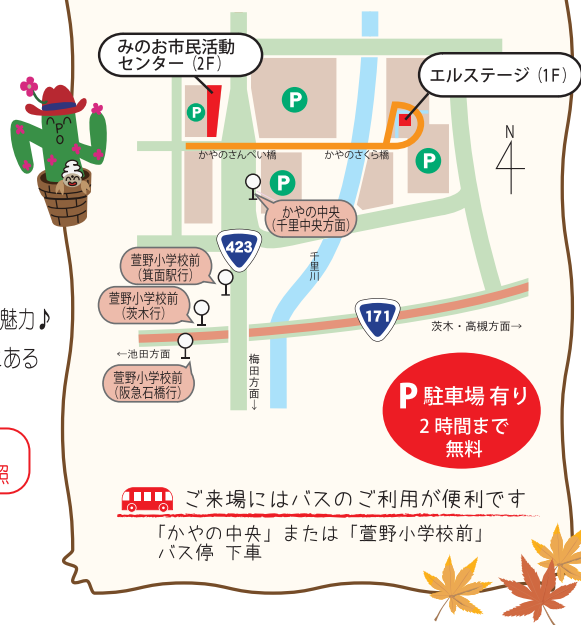 みのお市民活動
センター（2F）
エルステージ（1F）
P
P
P
P
かやのさんぺい橋
かやのさくら橋
N
かやの中央
（千里中央方面）
423
萱野小学校前
（箕面駅行）
千里川
萱野小学校前
（茨木行）
171
魅力♪
茨木・高槻方面→
←池田方面
ある
梅田方面→
萱野小学校前
（阪急石橋行）
P 駐車場 有り
2 時間まで
無料
照
ご来場にはバスのご利用が便利です
「かやの中央」または「萱野小学校前」
バス停 下車